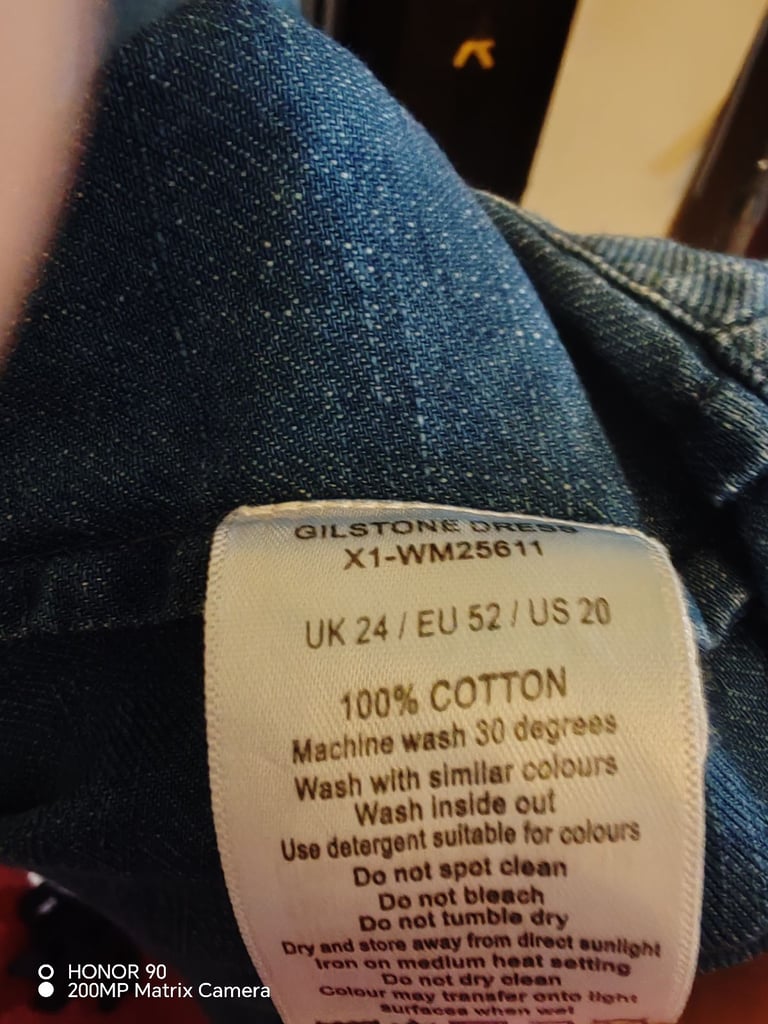 GILSTONE DRESS
X1-WM25611
UK 24 / EU 52 / US 20
100% COTTON
Machine wash 30 degrees
Wash with similar colours
Wash inside out
Use detergent suitable for colours
Do not spot clean
Do not bleach
Do not tumble dry
Dry and store away from direct sunlight
Iron on medium heat setting
Do not dry clean
Colour may transfer onto light
surfaces when wet
HONOR 90
200MP Matrix Camera